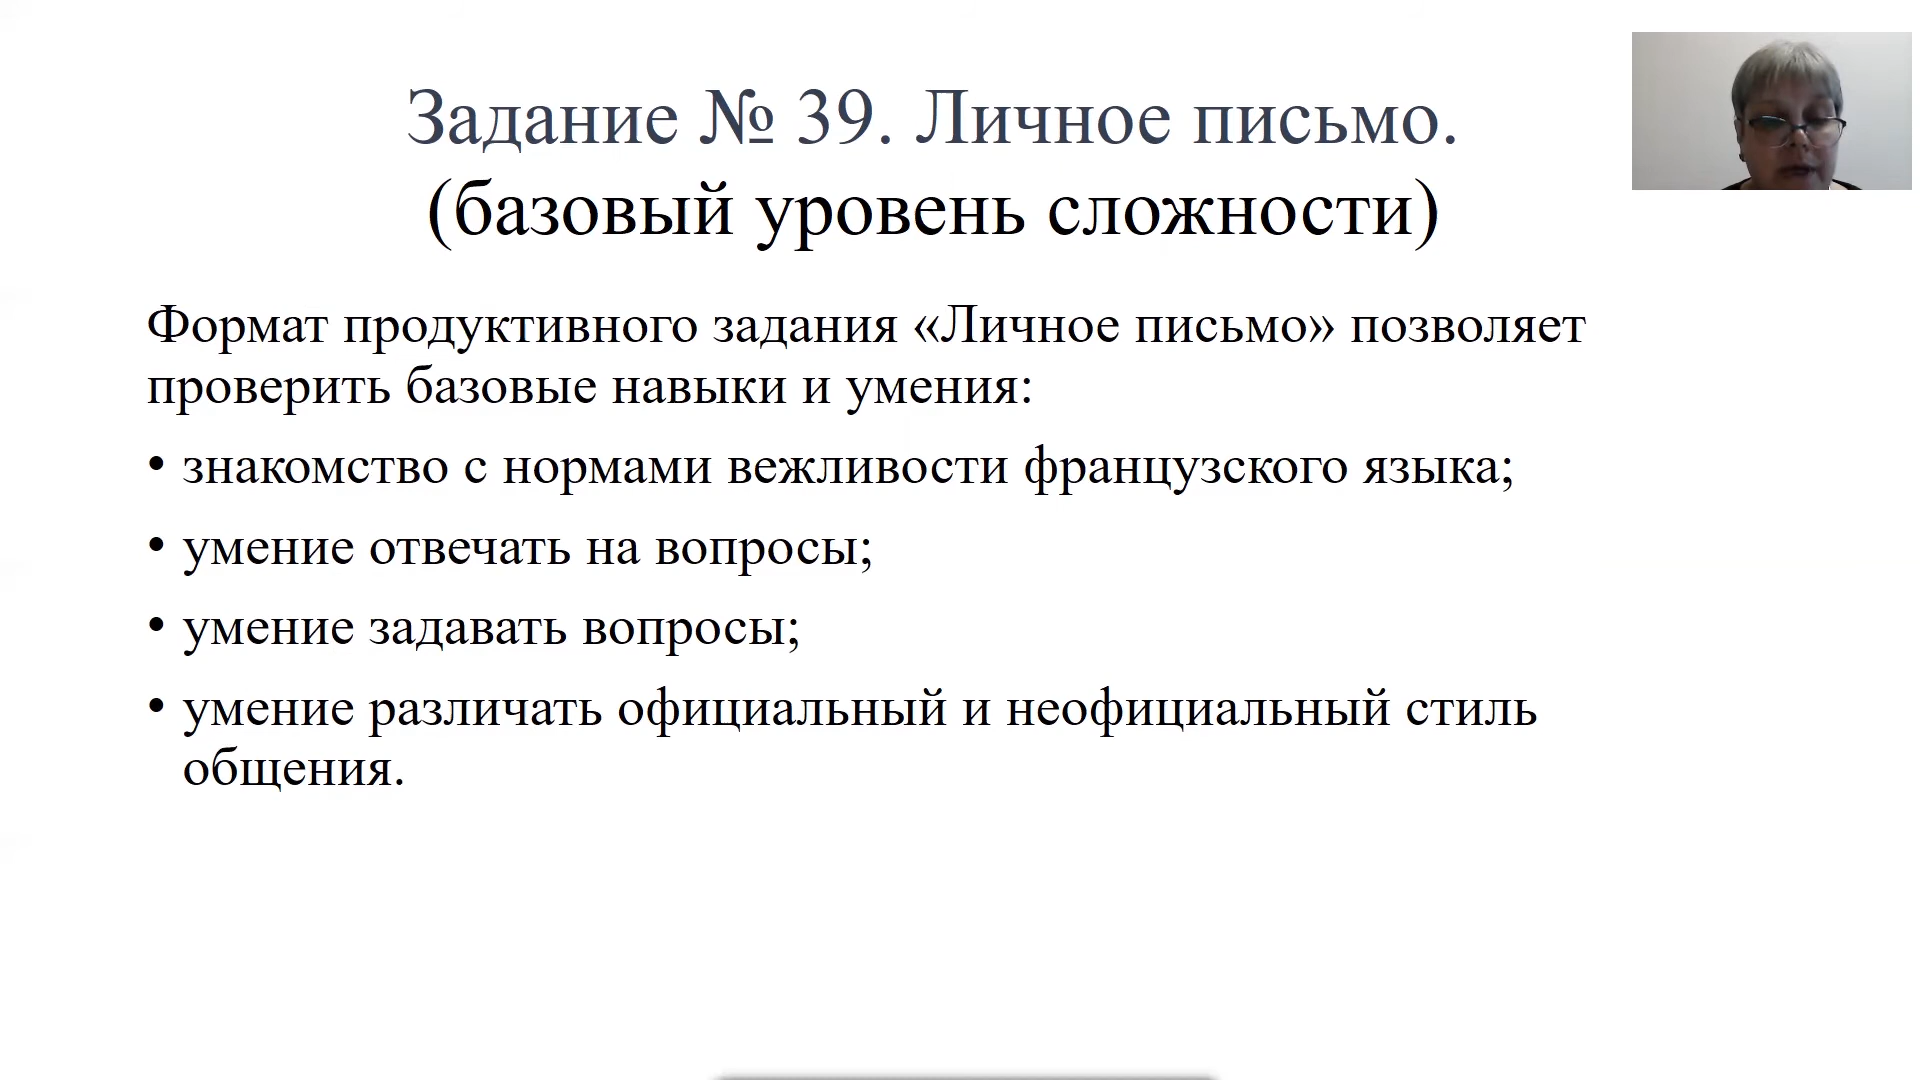 Задание № 39. Личное письмо.
(базовый уровень сложности)
Формат продуктивного задания «Личное письмо» позволяет
проверить базовые навыки и умения:
• знакомство с нормами вежливости французского языка;
• умение отвечать на вопросы;
• умение задавать вопросы;
• умение различать официальный и неофициальный стиль
общения.